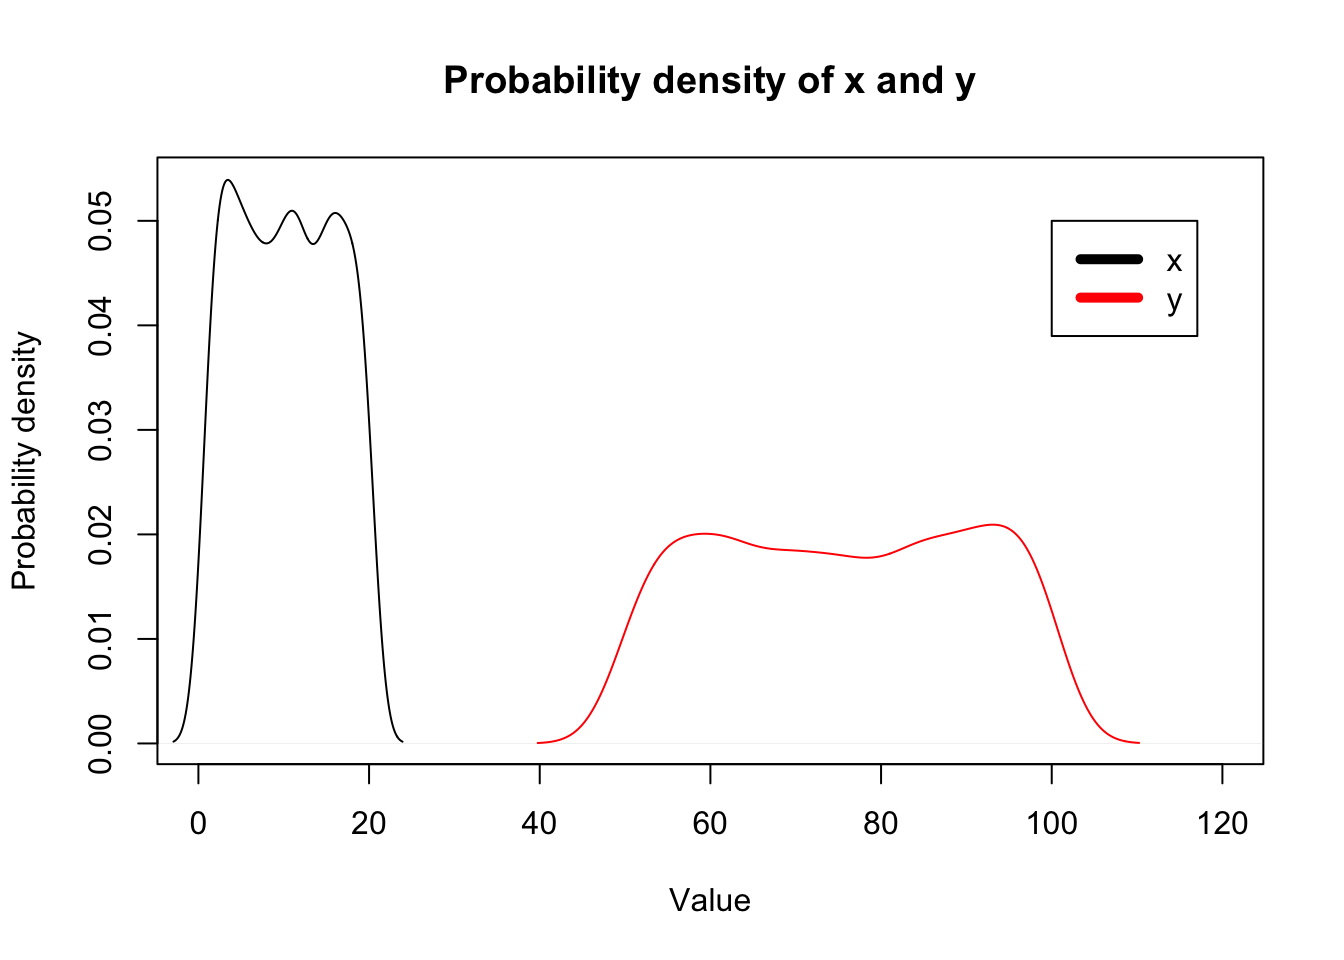 Probability density of x and y
Probability density
0.05
0.04
0.03
0.02
0.01
0.00
x
y
0 20 40 60 80 100 120
Value